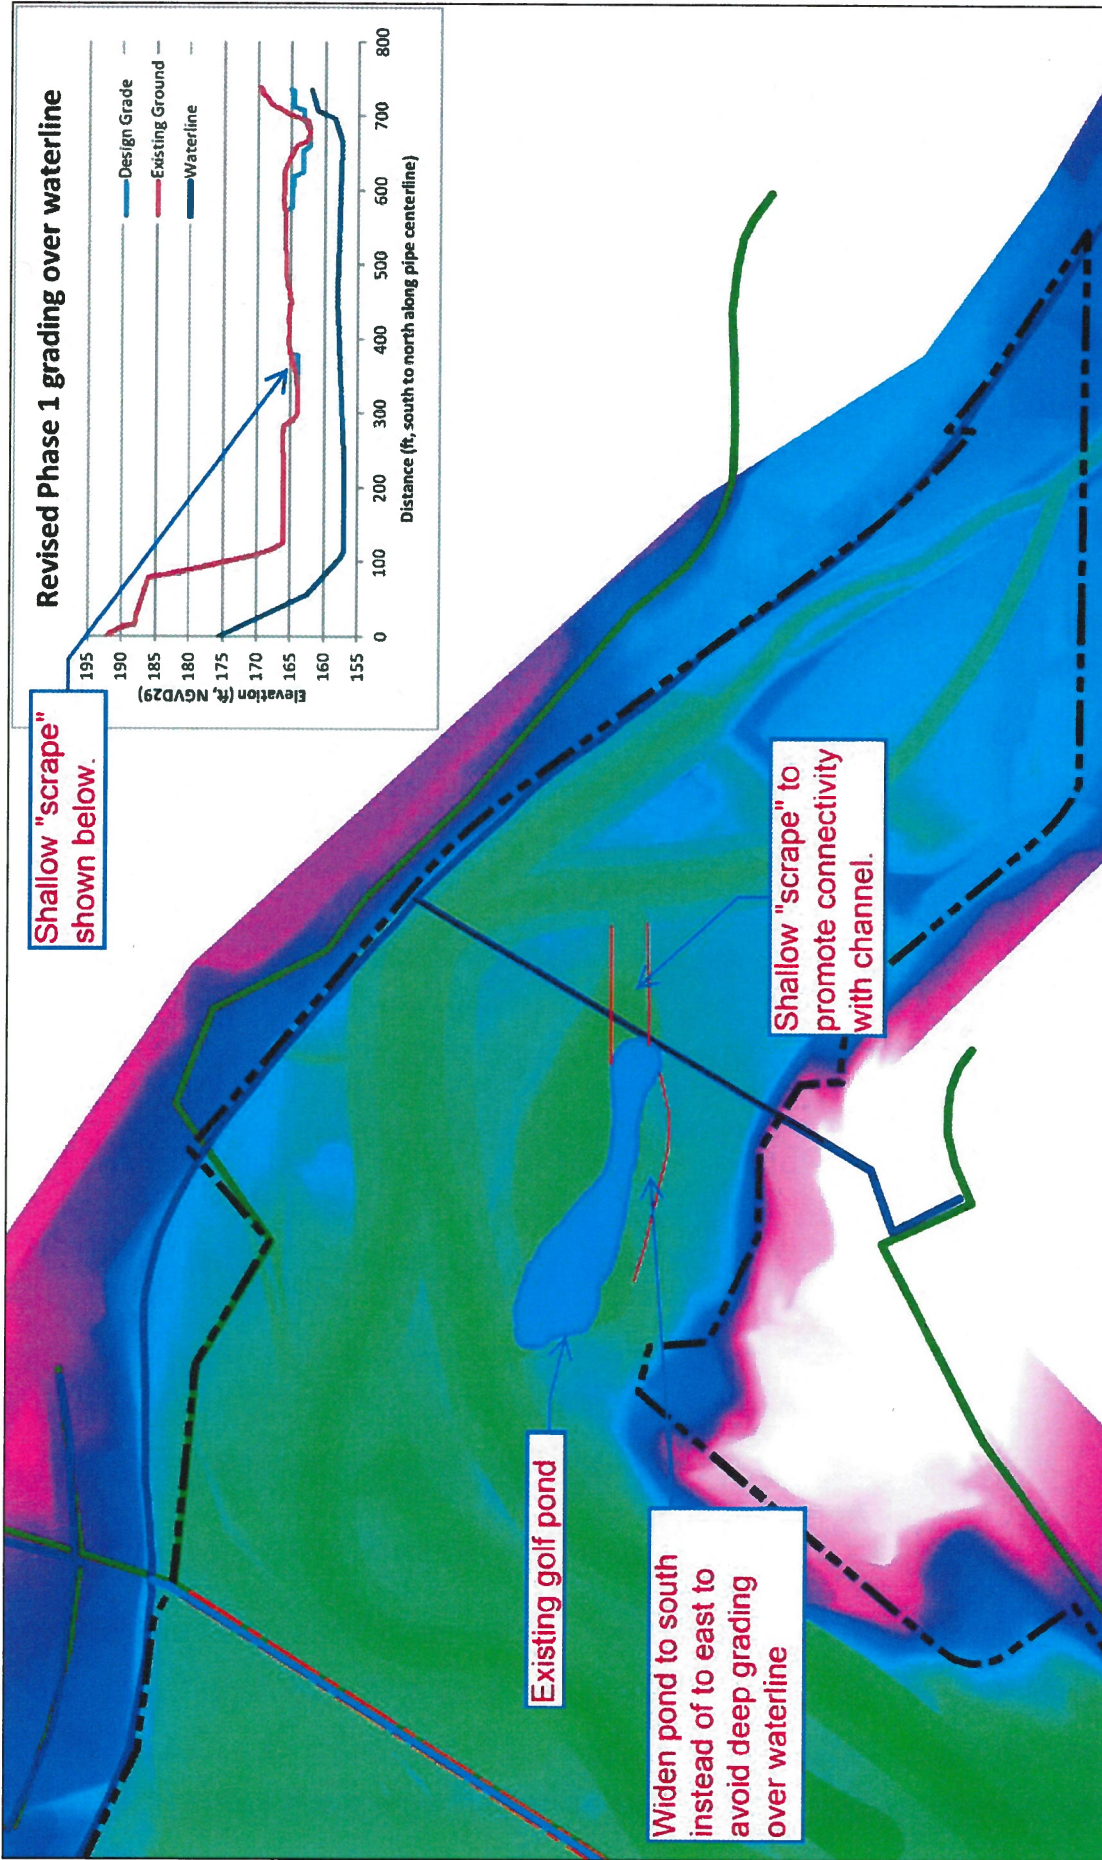 Shallow "scrape"
shown below.
Revised Phase 1 grading over waterline
195
190
185
180
175
170
165
160
155
Elevation (ft, NGVD29)
0
100
200
300
400
500
600
700
800
Distance (ft, south to north along pipe centerline)
Design Grade
Existing Ground
Waterline
Existing golf pond
Widen pond to south
instead of to east to
avoid deep grading
over waterline
Shallow "scrape" to
promote connectivity
with channel.